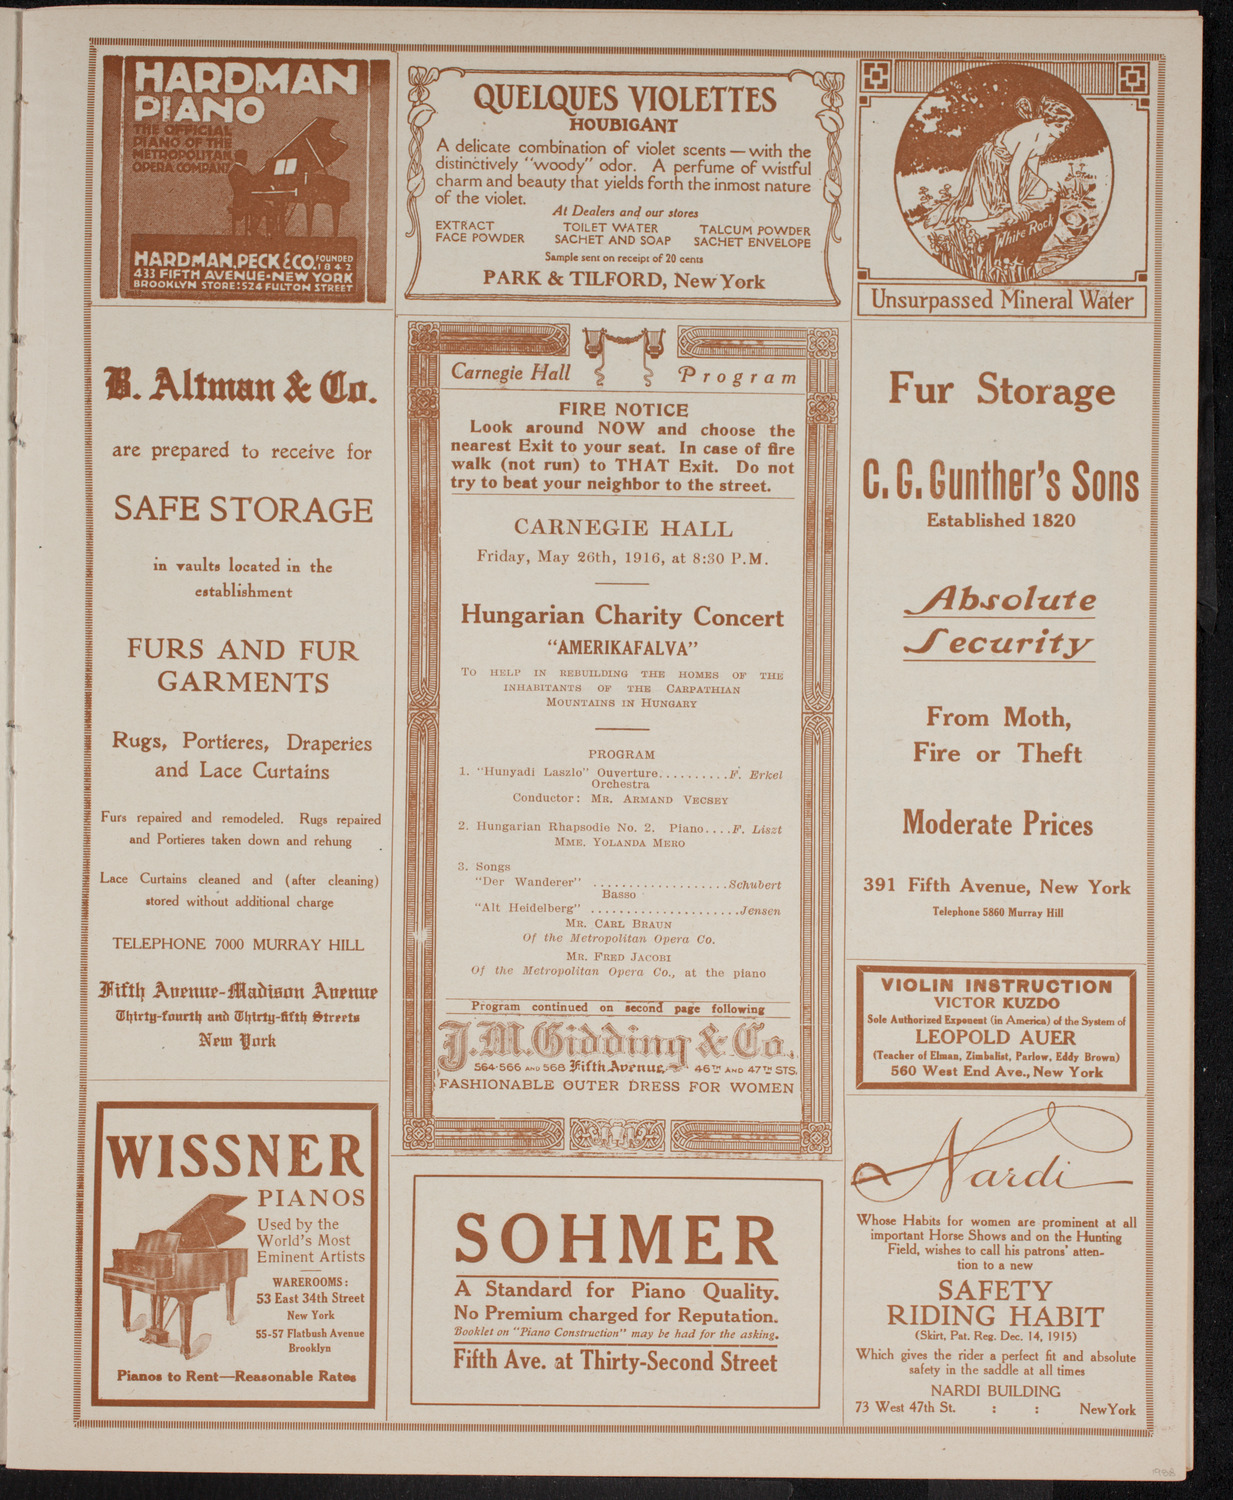 HARDMAN
PIANO
THE OFFICIAL
PIANO OF THE
METROPOLITAN
OPERA COMPANY
HARDMAN, PECK & CO. FOUNDED 1842
433 FIFTH AVENUE·NEW YORK
BROOKLYN STORE: 524 FULTON STREET
QUELQUES VIOLETTES
HOUBIGANT
A delicate combination of violet scents — with the
distinctively "woody" odor. A perfume of wistful
charm and beauty that yields forth the inmost nature
of the violet.
At Dealers and our stores
EXTRACT TOILET WATER TALCUM POWDER
FACE POWDER SACHET AND SOAP SACHET ENVELOPE
Sample sent on receipt of 20 cents
PARK & TILFORD, New York
White Rock
Unsurpassed Mineral Water
B. Altman & Co.
are prepared to receive for
SAFE STORAGE
in vaults located in the
establishment
FURS AND FUR
GARMENTS
Rugs, Portieres, Draperies
and Lace Curtains
Furs repaired and remodeled. Rugs repaired
and Portieres taken down and rehung
Lace Curtains cleaned and (after cleaning)
stored without additional charge
TELEPHONE 7000 MURRAY HILL
Fifth Avenue-Madison Avenue
Thirty-fourth and Thirty-fifth Streets
New York
WISSNER
PIANOS
Used by the
World's Most
Eminent Artists
WAREROOMS:
53 East 34th Street
New York
55-57 Flatbush Avenue
Brooklyn
Pianos to Rent—Reasonable Rates
Carnegie Hall Program
FIRE NOTICE
Look around NOW and choose the
nearest Exit to your seat. In case of fire
walk (not run) to THAT Exit. Do not
try to beat your neighbor to the street.
CARNEGIE HALL
Friday, May 26th, 1916, at 8:30 P.M.
Hungarian Charity Concert
"AMERIKAFALVA"
To help in rebuilding the homes of the
inhabitants of the Carpathian
Mountains in Hungary
PROGRAM
1. "Hunyadi Laszlo" Ouverture..........F. Erkel
Orchestra
Conductor: Mr. Armand Vecsey
2. Hungarian Rhapsodie No. 2. Piano....F. Liszt
Mme. Yolanda Mero
3. Songs
"Der Wanderer" ...................Schubert
Basso
"Alt Heidelberg" .....................Jensen
Mr. Carl Braun
Of the Metropolitan Opera Co.
Mr. Fred Jacobi
Of the Metropolitan Opera Co., at the piano
Program continued on second page following
J.M. Gidding & Co.
564-566 AND 568 Fifth Avenue 46TH AND 47TH STS.
FASHIONABLE OUTER DRESS FOR WOMEN
SOHMER
A Standard for Piano Quality.
No Premium charged for Reputation.
Booklet on "Piano Construction" may be had for the asking.
Fifth Ave. at Thirty-Second Street
Fur Storage
C. G. Gunther's Sons
Established 1820
Absolute
Security
From Moth,
Fire or Theft
Moderate Prices
391 Fifth Avenue, New York
Telephone 5860 Murray Hill
VIOLIN INSTRUCTION
VICTOR KUZDO
Sole Authorized Exponent (in America) of the System of
LEOPOLD AUER
(Teacher of Elman, Zimbalist, Parlow, Eddy Brown)
560 West End Ave., New York
Nardi
Whose Habits for women are prominent at all
important Horse Shows and on the Hunting
Field, wishes to call his patrons' atten-
tion to a new
SAFETY
RIDING HABIT
(Skirt, Pat. Reg. Dec. 14, 1915)
Which gives the rider a perfect fit and absolute
safety in the saddle at all times
NARDI BUILDING
73 West 47th St. : : New York
1986